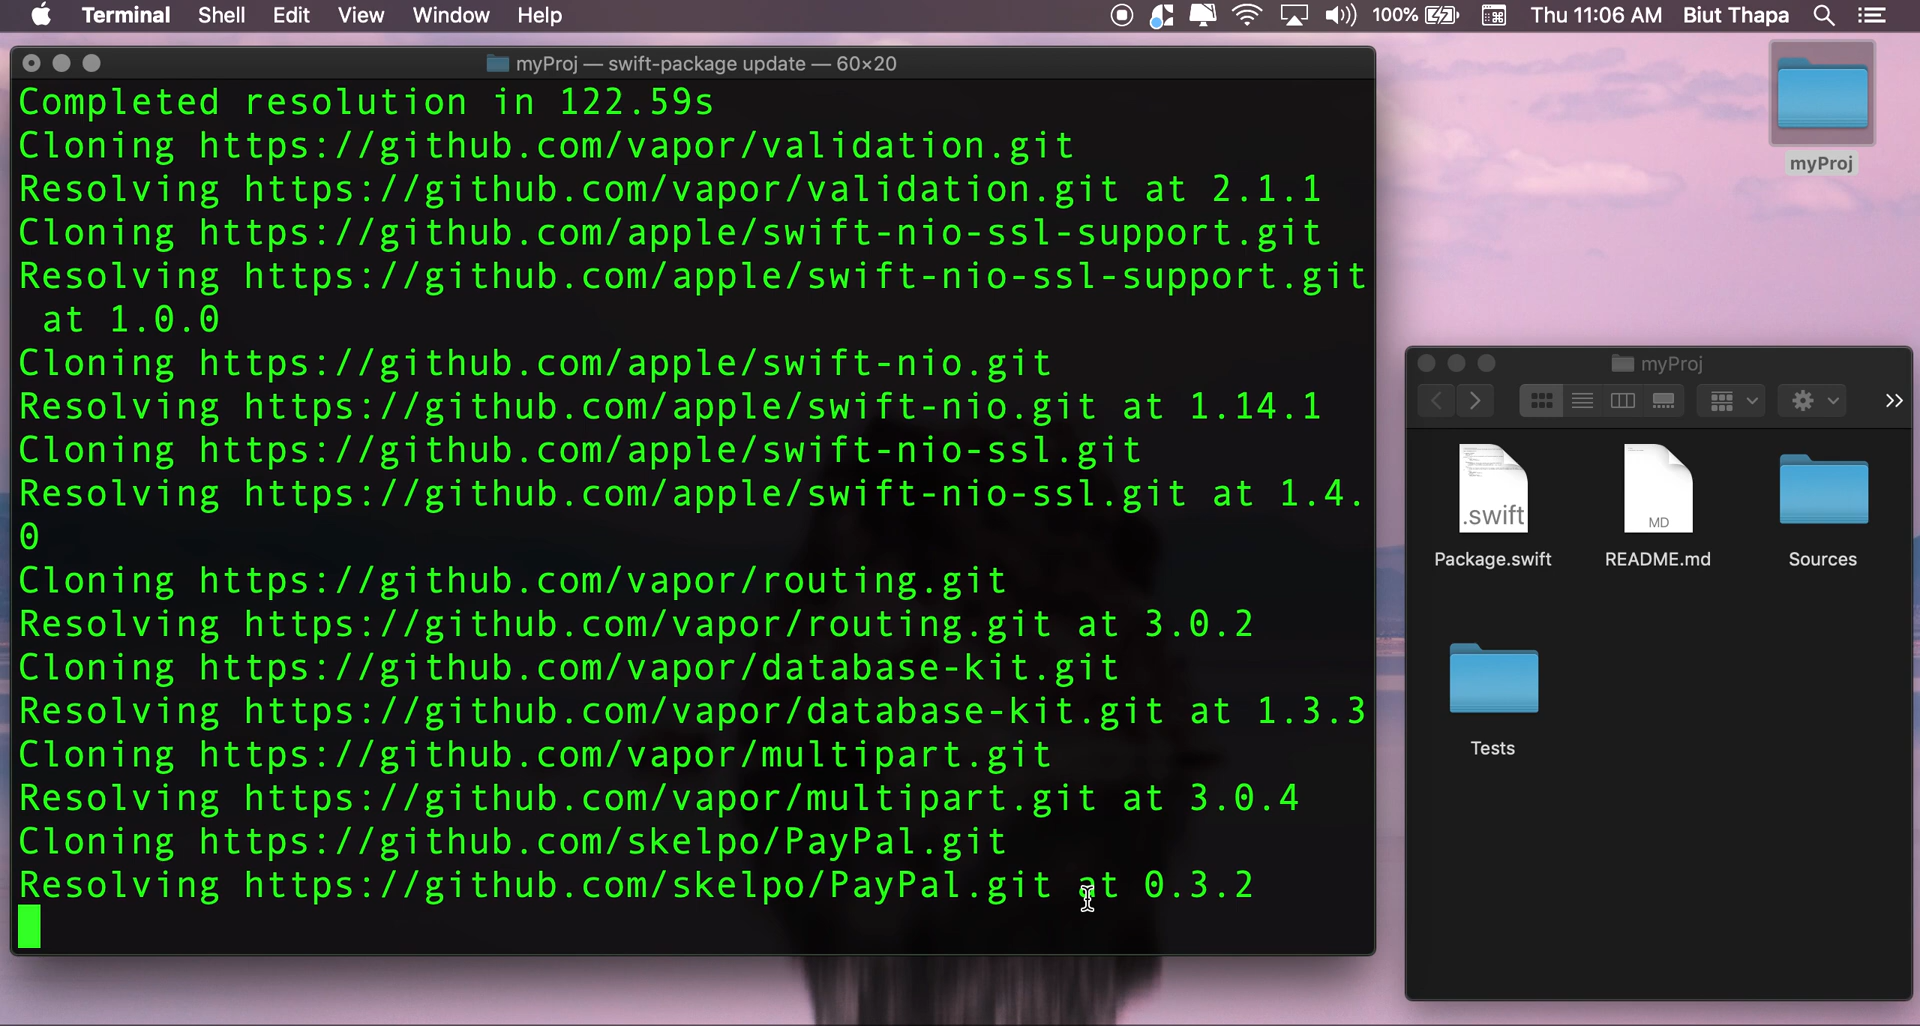 Terminal Shell Edit View Window Help 100% Thu 11:06 AM Biut Thapa
myProj — swift-package update — 60×20
Completed resolution in 122.59s
Cloning https://github.com/vapor/validation.git
Resolving https://github.com/vapor/validation.git at 2.1.1
Cloning https://github.com/apple/swift-nio-ssl-support.git
Resolving https://github.com/apple/swift-nio-ssl-support.git
at 1.0.0
Cloning https://github.com/apple/swift-nio.git
Resolving https://github.com/apple/swift-nio.git at 1.14.1
Cloning https://github.com/apple/swift-nio-ssl.git
Resolving https://github.com/apple/swift-nio-ssl.git at 1.4.
0
Cloning https://github.com/vapor/routing.git
Resolving https://github.com/vapor/routing.git at 3.0.2
Cloning https://github.com/vapor/database-kit.git
Resolving https://github.com/vapor/database-kit.git at 1.3.3
Cloning https://github.com/vapor/multipart.git
Resolving https://github.com/vapor/multipart.git at 3.0.4
Cloning https://github.com/skelpo/PayPal.git
Resolving https://github.com/skelpo/PayPal.git at 0.3.2
myProj
myProj
.swift
MD
Package.swift README.md Sources
Tests